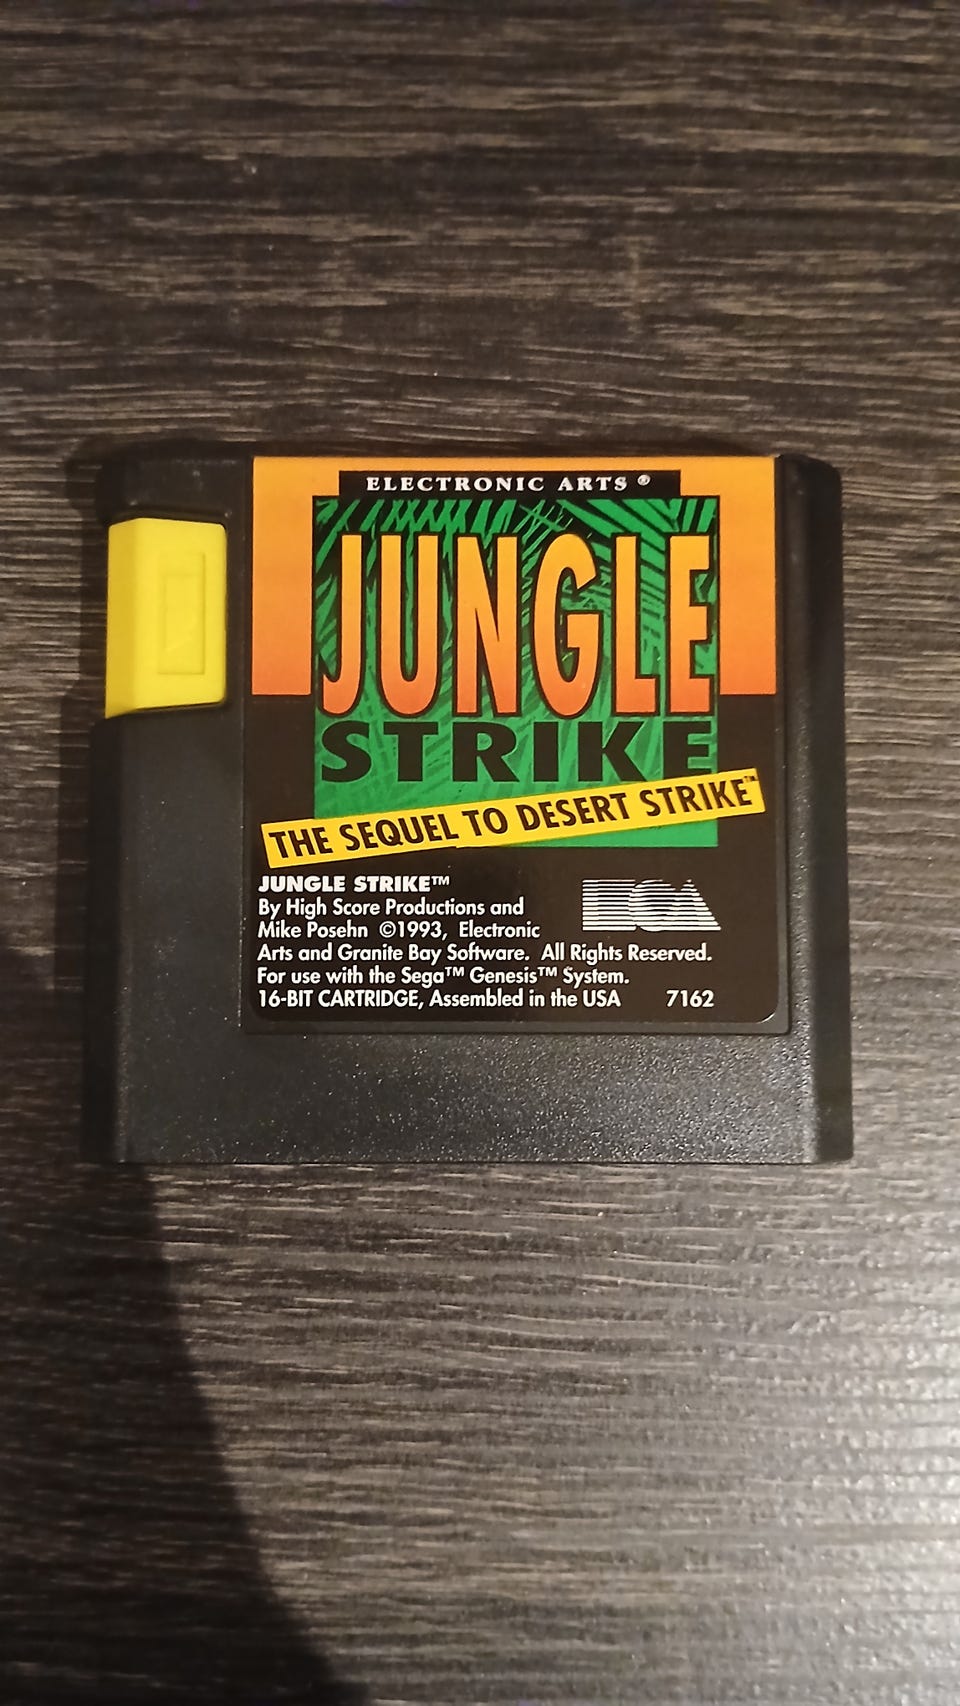 ELECTRONIC ARTS ®
JUNGLE
STRIKE
THE SEQUEL TO DESERT STRIKE™
JUNGLE STRIKE™
EA
By High Score Productions and
Mike Posehn ©1993, Electronic
Arts and Granite Bay Software. All Rights Reserved.
For use with the Sega™ Genesis™ System.
16-BIT CARTRIDGE, Assembled in the USA 7162